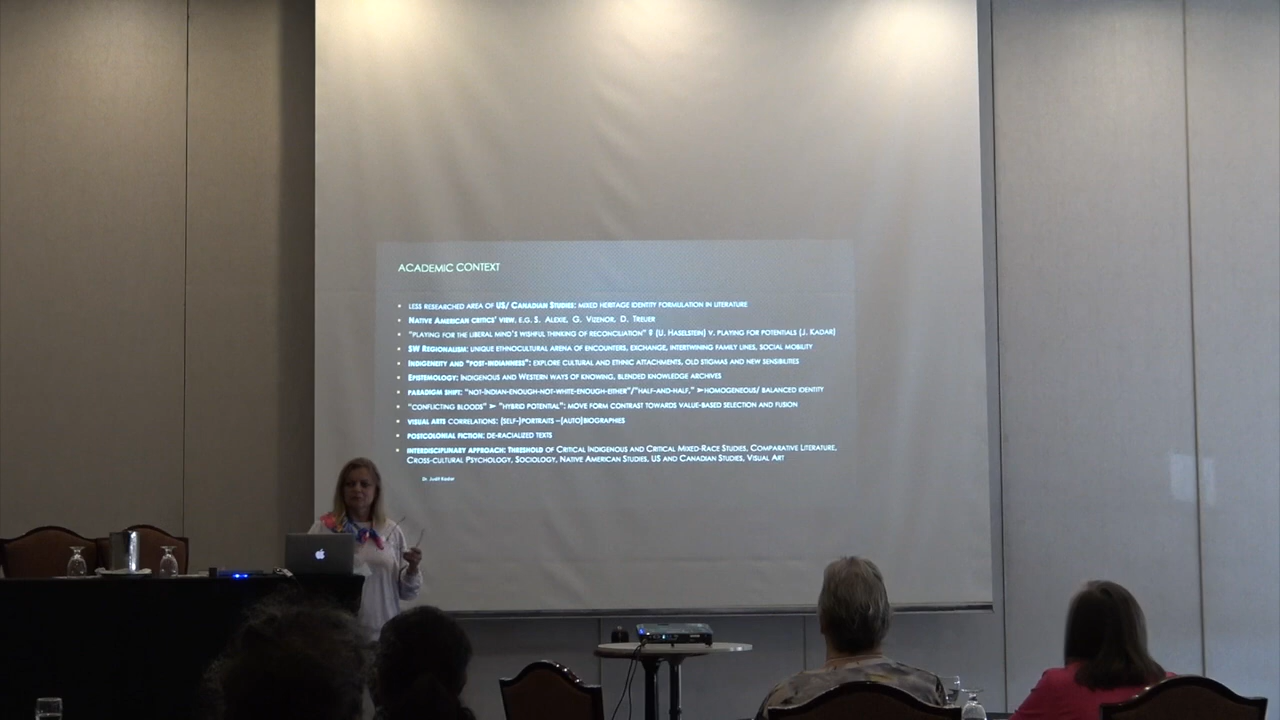 ACADEMIC CONTEXT
• LESS RESEARCHED AREA OF US/ CANADIAN STUDIES: MIXED HERITAGE IDENTITY FORMULATION IN LITERATURE
• NATIVE AMERICAN CRITICS' VIEW, E.G. S. ALEXIE, G. VIZENOR, D. TREUER
• "PLAYING FOR THE LIBERAL MIND'S WISHFUL THINKING OF RECONCILIATION" (U. HASELSTEIN) V. PLAYING FOR POTENTIALS (J. KADAR)
• SW REGIONALISM: UNIQUE ETHNOCULTURAL ARENA OF ENCOUNTERS, EXCHANGE, INTERTWINING FAMILY LINES, SOCIAL MOBILITY
• INDIGENEITY AND "POST-INDIANNESS": EXPLORE CULTURAL AND ETHNIC ATTACHMENTS, OLD STIGMAS AND NEW SENSIBILITIES
• EPISTEMOLOGY: INDIGENOUS AND WESTERN WAYS OF KNOWING, BLENDED KNOWLEDGE ARCHIVES
• PARADIGM SHIFT: "NOT-INDIAN-ENOUGH-NOT-WHITE-ENOUGH-EITHER"/"HALF-AND-HALF," ➢ HOMOGENEOUS/ BALANCED IDENTITY
• "CONFLICTING BLOODS" ➢ "HYBRID POTENTIAL": MOVE FORM CONTRAST TOWARDS VALUE-BASED SELECTION AND FUSION
• VISUAL ARTS CORRELATIONS: (SELF-)PORTRAITS –(AUTO)BIOGRAPHIES
• POSTCOLONIAL FICTION: DE-RACIALIZED TEXTS
• INTERDISCIPLINARY APPROACH: THRESHOLD OF CRITICAL INDIGENOUS AND CRITICAL MIXED-RACE STUDIES, COMPARATIVE LITERATURE,
CROSS-CULTURAL PSYCHOLOGY, SOCIOLOGY, NATIVE AMERICAN STUDIES, US AND CANADIAN STUDIES, VISUAL ART
Dr. Judit Kadar